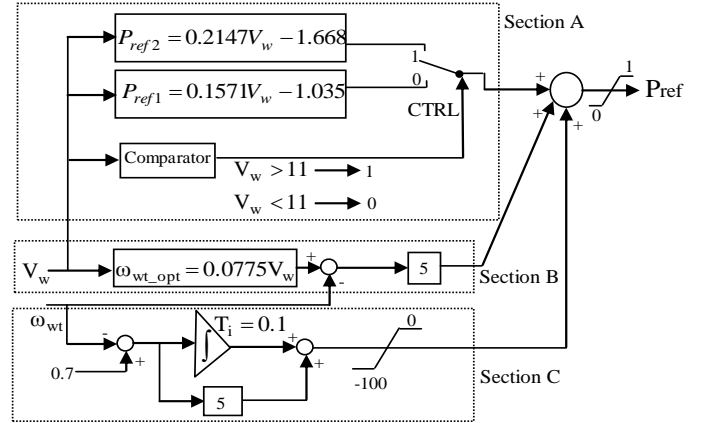 Section A
P_ref2 = 0.2147V_w − 1.668
P_ref1 = 0.1571V_w − 1.035
1
0
CTRL
Comparator
V_w > 11 1
V_w < 11 0
+
+
+
1
0
P_ref
V_w
ω_wt_opt = 0.0775V_w
+
-
5
Section B
ω_wt
-
+
0.7
∫
T_i = 0.1
+
+
5
0
-100
Section C